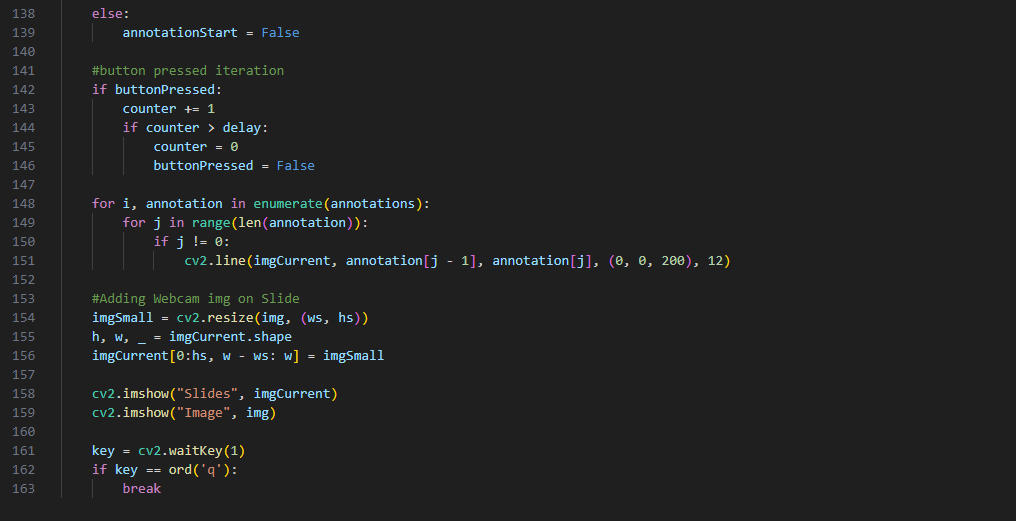 138 else:
139 annotationStart = False
140
141 #button pressed iteration
142 if buttonPressed:
143 counter += 1
144 if counter > delay:
145 counter = 0
146 buttonPressed = False
147
148 for i, annotation in enumerate(annotations):
149 for j in range(len(annotation)):
150 if j != 0:
151 cv2.line(imgCurrent, annotation[j - 1], annotation[j], (0, 0, 200), 12)
152
153 #Adding Webcam img on Slide
154 imgSmall = cv2.resize(img, (ws, hs))
155 h, w, _ = imgCurrent.shape
156 imgCurrent[0:hs, w - ws: w] = imgSmall
157
158 cv2.imshow("Slides", imgCurrent)
159 cv2.imshow("Image", img)
160
161 key = cv2.waitKey(1)
162 if key == ord('q'):
163 break